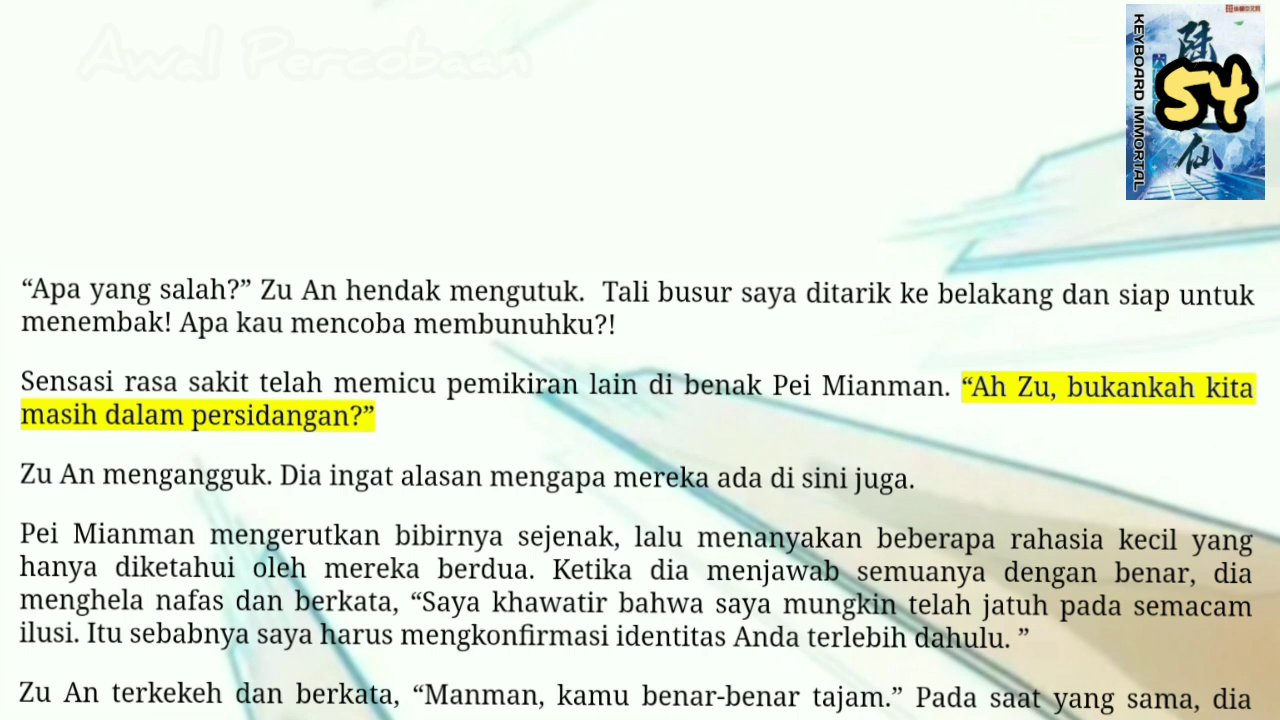 Awal Percobaan
KEYBOARD IMMORTAL
陸
仙
54
“Apa yang salah?” Zu An hendak mengutuk.  Tali busur saya ditarik ke belakang dan siap untuk
menembak! Apa kau mencoba membunuhku?!
Sensasi rasa sakit telah memicu pemikiran lain di benak Pei Mianman. “Ah Zu, bukankah kita
masih dalam persidangan?”
Zu An mengangguk. Dia ingat alasan mengapa mereka ada di sini juga.
Pei Mianman mengerutkan bibirnya sejenak, lalu menanyakan beberapa rahasia kecil yang
hanya diketahui oleh mereka berdua. Ketika dia menjawab semuanya dengan benar, dia
menghela nafas dan berkata, “Saya khawatir bahwa saya mungkin telah jatuh pada semacam
ilusi. Itu sebabnya saya harus mengkonfirmasi identitas Anda terlebih dahulu. ”
Zu An terkekeh dan berkata, “Manman, kamu benar-benar tajam.” Pada saat yang sama, dia